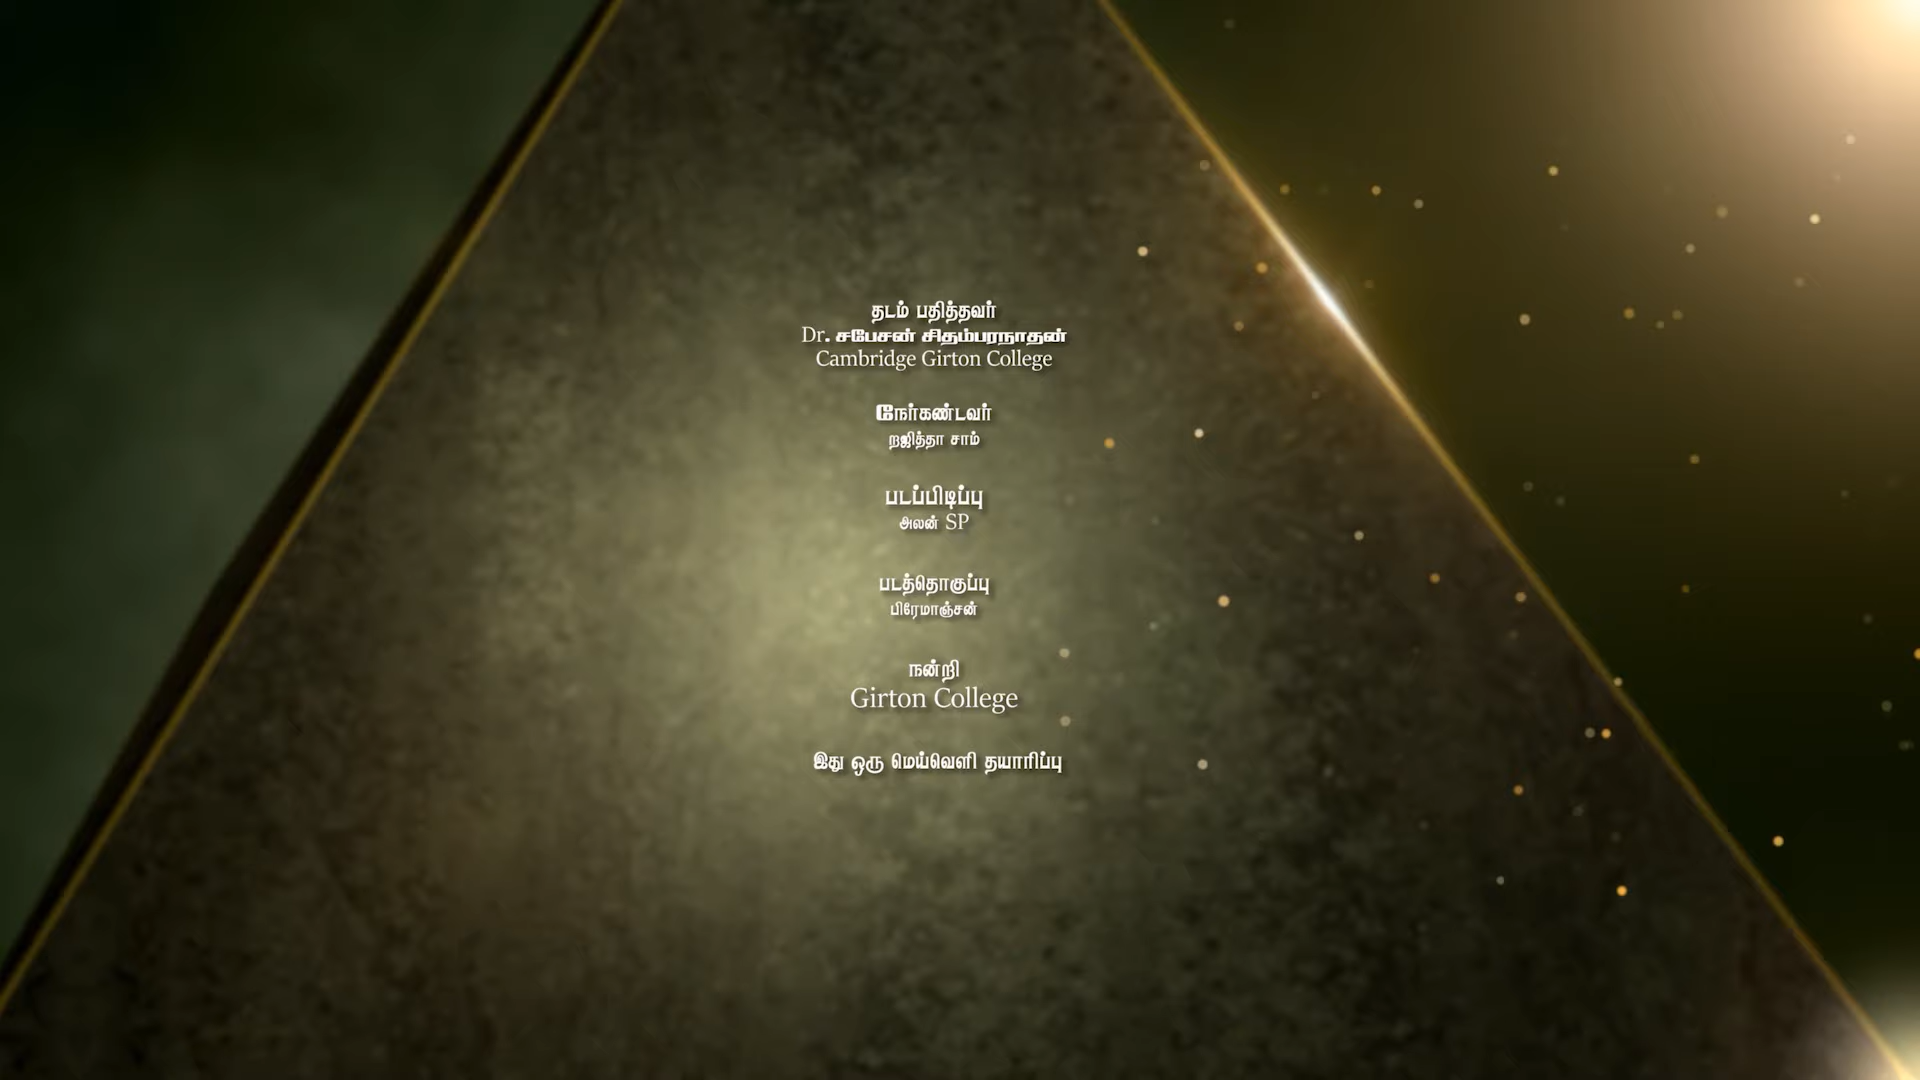 தடம் பதித்தவர்
Dr. சபேசன் சிதம்பரநாதன்
Cambridge Girton College
நேர்கண்டவர்
றஜித்தா சாம்
படப்பிடிப்பு
அலன் SP
படத்தொகுப்பு
பிரேமாஞ்சன்
நன்றி
Girton College
இது ஒரு மெய்வெளி தயாரிப்பு